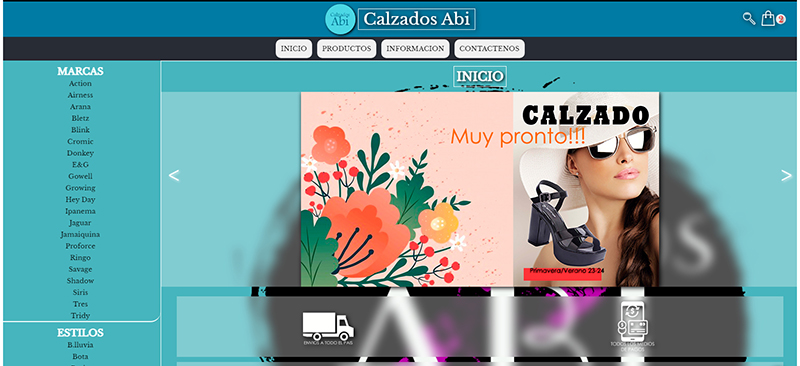 Calzados
Abi
Calzados Abi
2
INICIO
PRODUCTOS
INFORMACION
CONTACTENOS
MARCAS
Action
Airness
Arana
Bletz
Blink
Cromic
Donkey
E&G
Gowell
Growing
Hey Day
Ipanema
Jaguar
Jamaiquina
Proforce
Ringo
Savage
Shadow
Siris
Tres
Tridy
ESTILOS
B.lluvia
Bota
INICIO
<
CALZADO
Muy pronto!!!
Primavera/Verano 23-24
>
ENVIOS A TODO EL PAIS
TODOS LOS MEDIOS
DE PAGOS